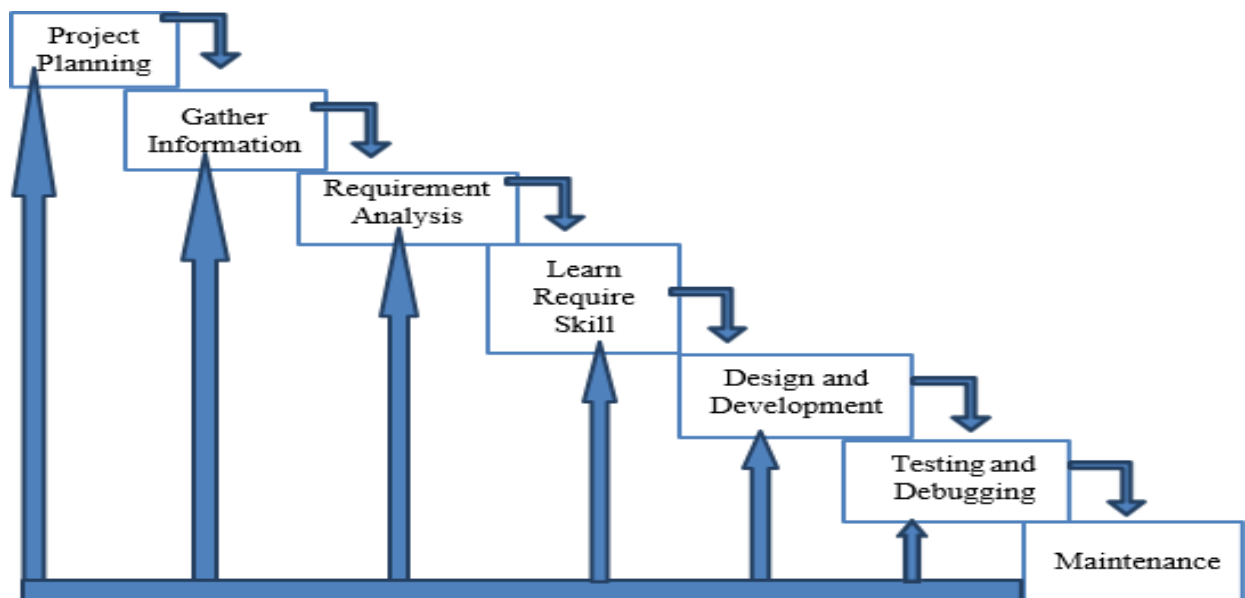 Project
Planning
Gather
Information
Requirement
Analysis
Learn
Require
Skill
Design and
Development
Testing and
Debugging
Maintenance